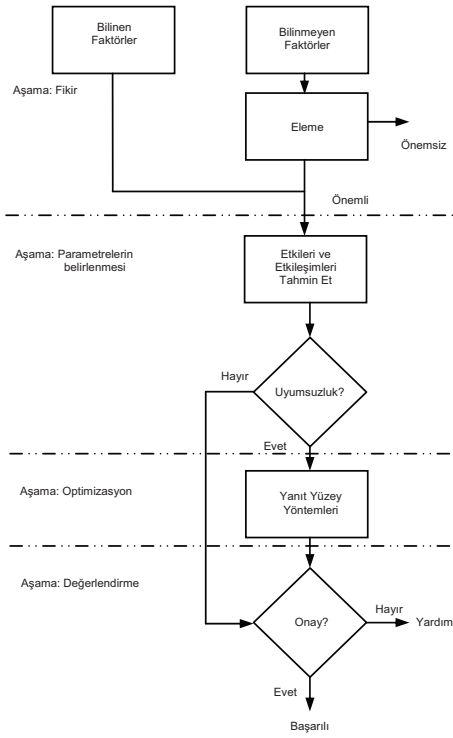 Bilinen
Faktörler
Bilinmeyen
Faktörler
Aşama: Fikir
Eleme
Önemsiz
Önemli
Aşama: Parametrelerin
belirlenmesi
Etkileri ve
Etkileşimleri
Tahmin Et
Hayır
Uyumsuzluk?
Evet
Aşama: Optimizasyon
Yanıt Yüzey
Yöntemleri
Aşama: Değerlendirme
Onay?
Hayır
Yardım
Evet
Başarılı